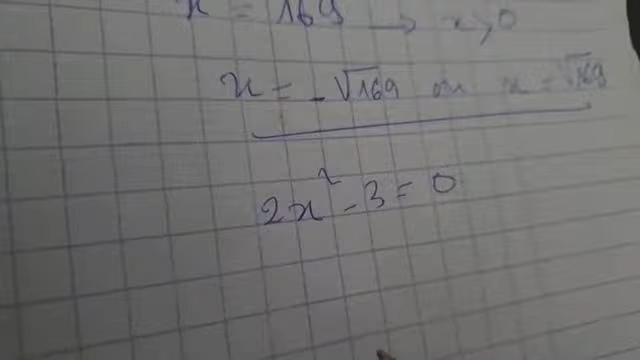 x = 169 → x > 0
x = - √169 ou x = √169
2x² - 3 = 0